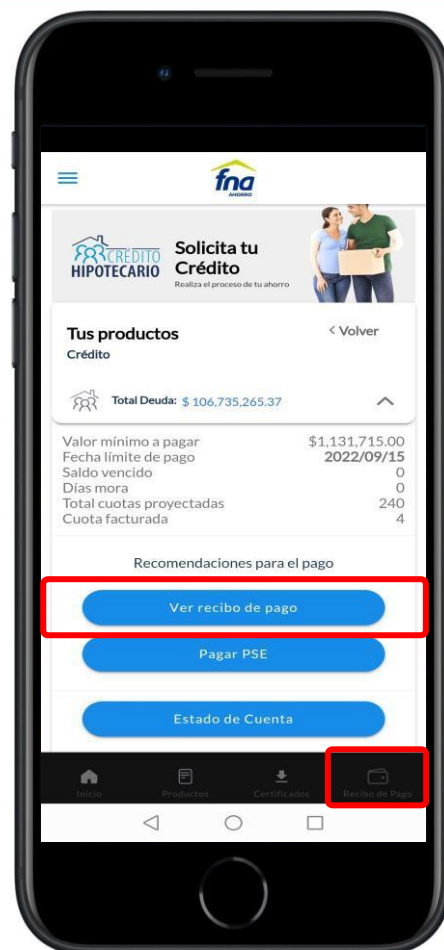 fna
AHORRO
CRÉDITO
HIPOTECARIO
Solicita tu
Crédito
Realiza el proceso de tu ahorro
Tus productos
< Volver
Crédito
Total Deuda: $ 106,735,265.37
Valor mínimo a pagar $1,131,715.00
Fecha límite de pago 2022/09/15
Saldo vencido 0
Días mora 0
Total cuotas proyectadas 240
Cuota facturada 4
Recomendaciones para el pago
Ver recibo de pago
Pagar PSE
Estado de Cuenta
Inicio Productos Certificados Recibo de Pago